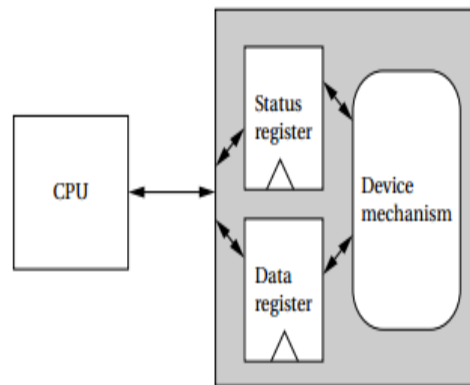 CPU
Status
register
Data
register
Device
mechanism